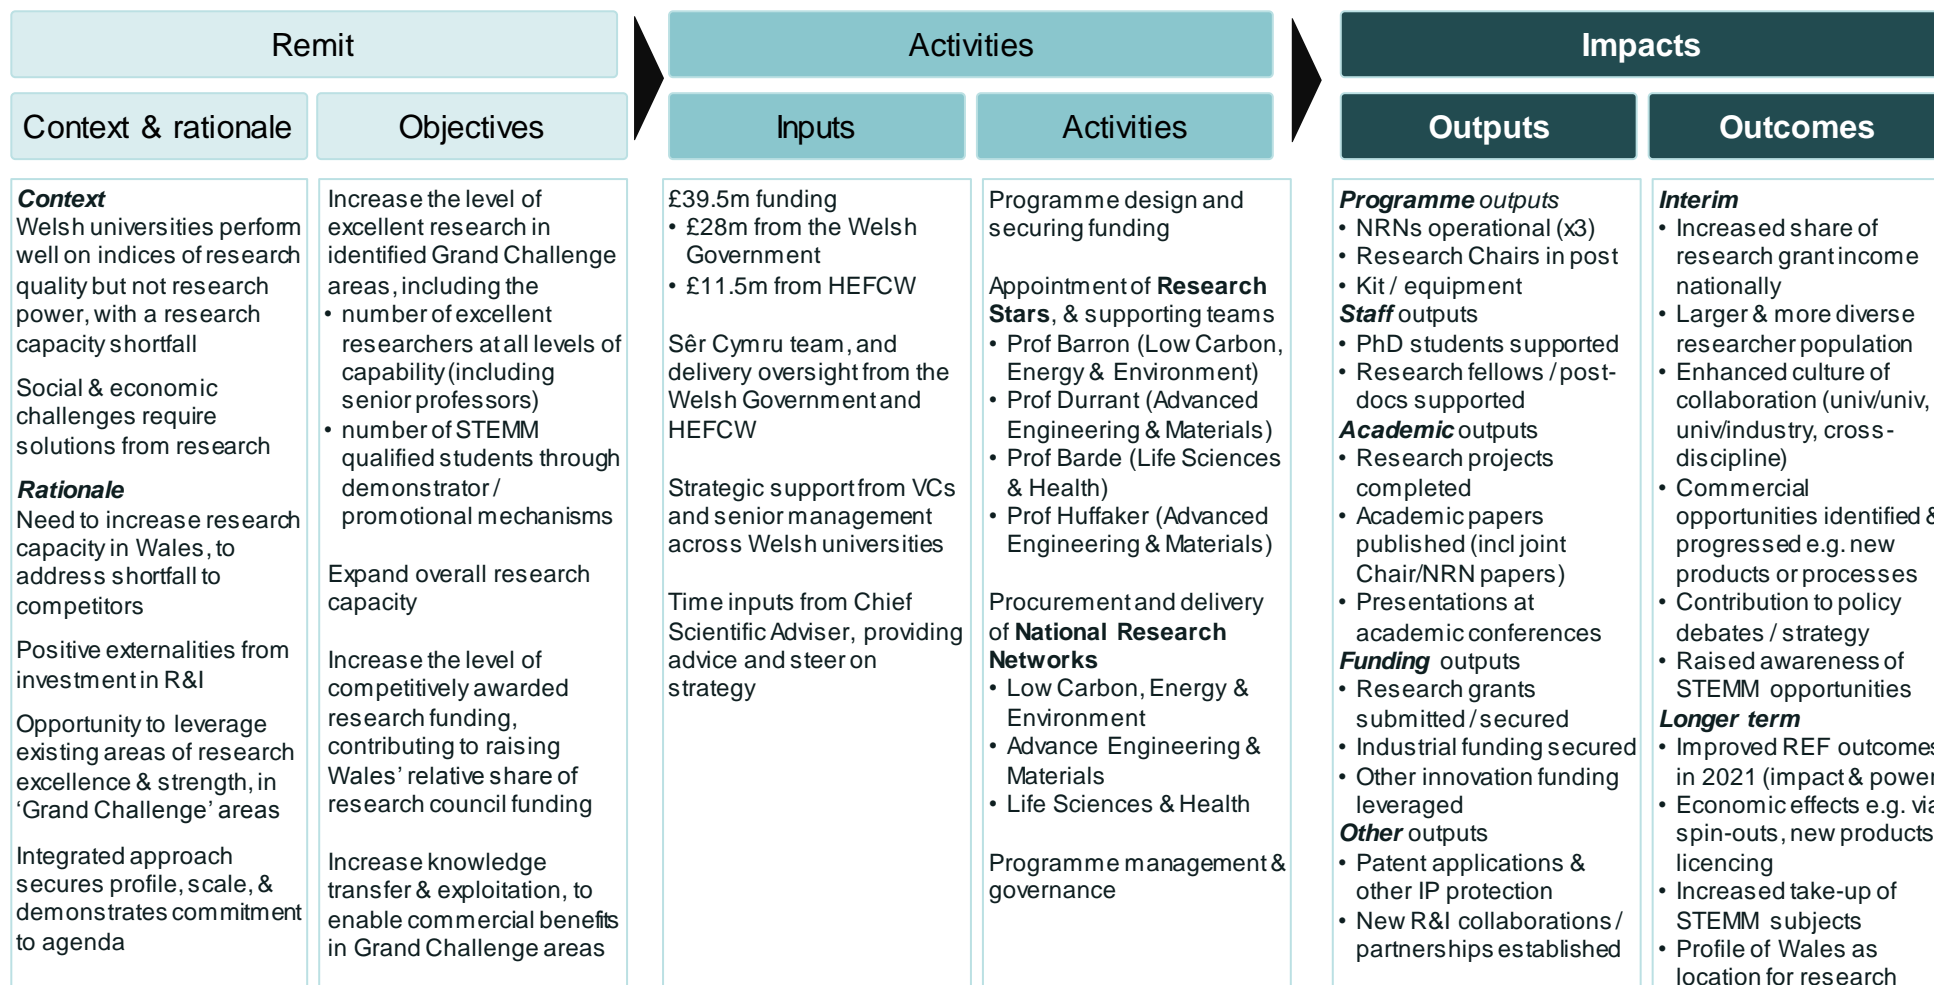 Remit
Activities
Impacts
Context & rationale
Objectives
Inputs
Activities
Outputs
Outcomes
Context
Welsh universities perform
well on indices of research
quality but not research
power, with a research
capacity shortfall
Social & economic
challenges require
solutions from research
Rationale
Need to increase research
capacity in Wales, to
address shortfall to
competitors
Positive externalities from
investment in R&I
Opportunity to leverage
existing areas of research
excellence & strength, in
‘Grand Challenge’ areas
Integrated approach
secures profile, scale, &
demonstrates commitment
to agenda
Increase the level of
excellent research in
identified Grand Challenge
areas, including the
• number of excellent
researchers at all levels of
capability (including
senior professors)
• number of STEMM
qualified students through
demonstrator /
promotional mechanisms
Expand overall research
capacity
Increase the level of
competitively awarded
research funding,
contributing to raising
Wales’ relative share of
research council funding
Increase knowledge
transfer & exploitation, to
enable commercial benefits
in Grand Challenge areas
£39.5m funding
• £28m from the Welsh
Government
• £11.5m from HEFCW
Sêr Cymru team, and
delivery oversight from the
Welsh Government and
HEFCW
Strategic support from VCs
and senior management
across Welsh universities
Time inputs from Chief
Scientific Adviser, providing
advice and steer on
strategy
Programme design and
securing funding
Appointment of Research
Stars, & supporting teams
• Prof Barron (Low Carbon,
Energy & Environment)
• Prof Durrant (Advanced
Engineering & Materials)
• Prof Barde (Life Sciences
& Health)
• Prof Huffaker (Advanced
Engineering & Materials)
Procurement and delivery
of National Research
Networks
• Low Carbon, Energy &
Environment
• Advance Engineering &
Materials
• Life Sciences & Health
Programme management &
governance
Programme outputs
• NRNs operational (x3)
• Research Chairs in post
• Kit / equipment
Staff outputs
• PhD students supported
• Research fellows / post-
docs supported
Academic outputs
• Research projects
completed
• Academic papers
published (incl joint
Chair/NRN papers)
• Presentations at
academic conferences
Funding outputs
• Research grants
submitted / secured
• Industrial funding secured
• Other innovation funding
leveraged
Other outputs
• Patent applications &
other IP protection
• New R&I collaborations /
partnerships established
Interim
• Increased share of
research grant income
nationally
• Larger & more diverse
researcher population
• Enhanced culture of
collaboration (univ/univ,
univ/industry, cross-
discipline)
• Commercial
opportunities identified &
progressed e.g. new
products or processes
• Contribution to policy
debates / strategy
• Raised awareness of
STEMM opportunities
Longer term
• Improved REF outcomes
in 2021 (impact & power
• Economic effects e.g. via
spin-outs, new products
licencing
• Increased take-up of
STEMM subjects
• Profile of Wales as
location for research